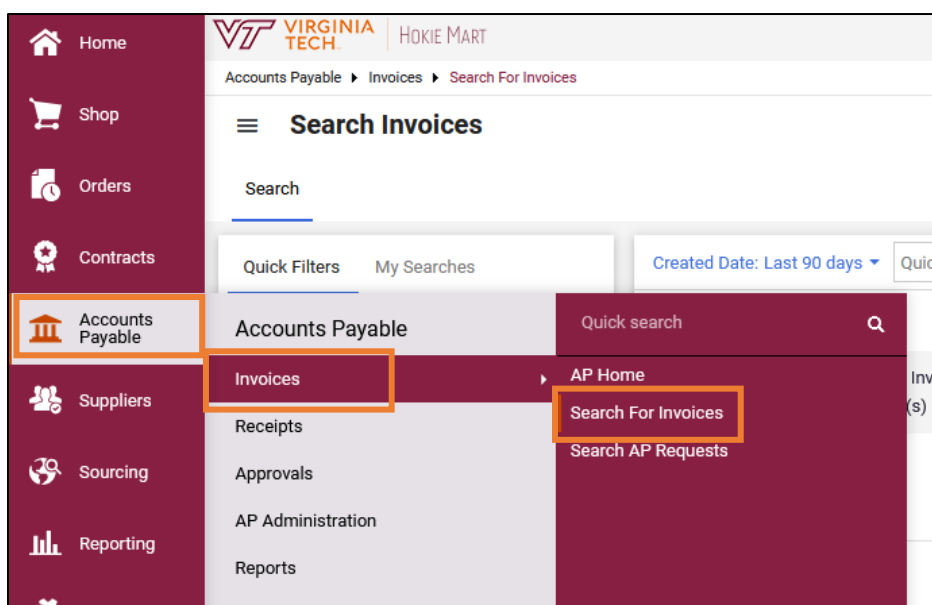 Home
Shop
Orders
Contracts
Accounts
Payable
Suppliers
Sourcing
Reporting
VT VIRGINIA
TECH.
HOKIE MART
Accounts Payable Invoices Search For Invoices
Search Invoices
Search
Quick Filters My Searches
Created Date: Last 90 days
Accounts Payable
Invoices
Receipts
Approvals
AP Administration
Reports
Quick search
AP Home
Search For Invoices
Search AP Requests
(s)